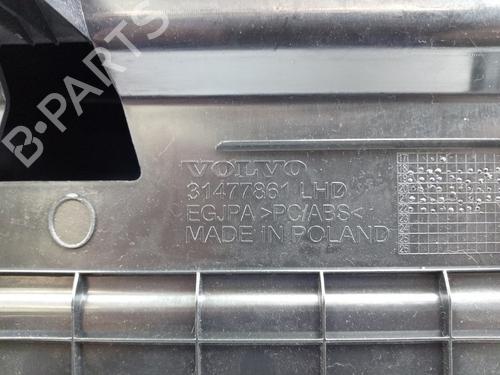 B-PARTS
VOLVO
31477861 LHD
EGJPA >PC/ABS<
MADE IN POLAND